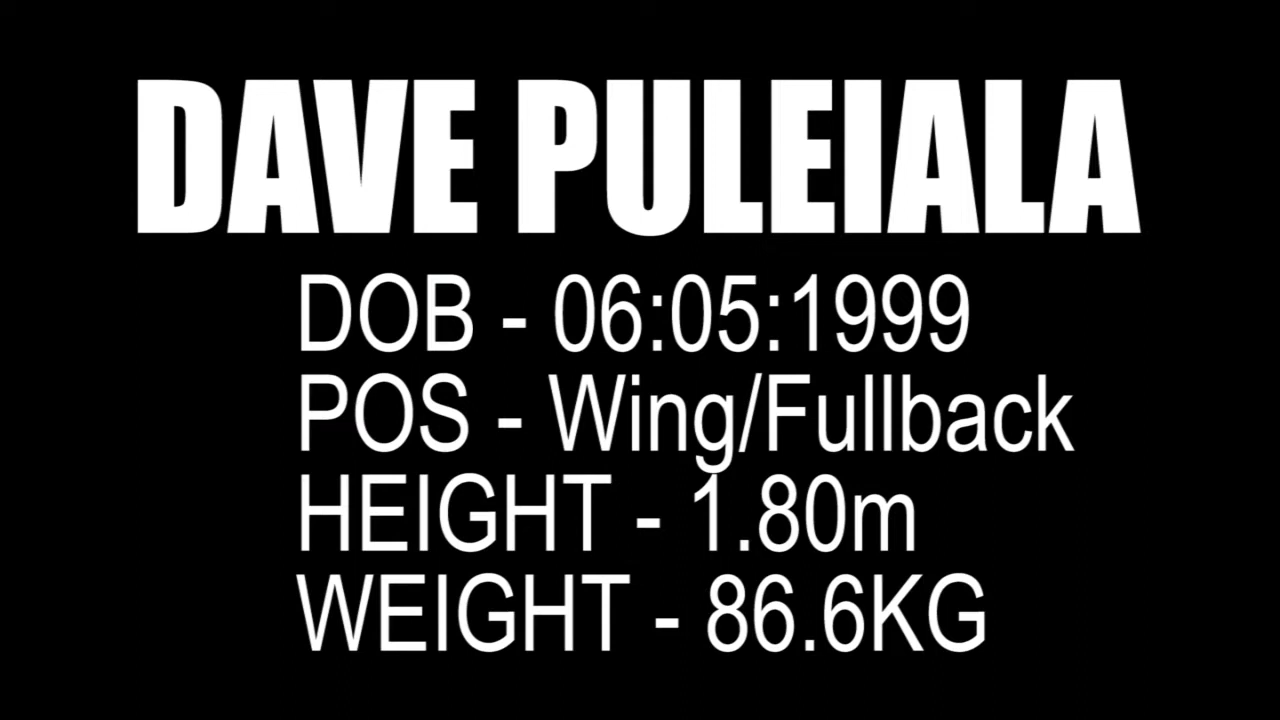 DAVE PULEIALA
DOB - 06:05:1999
POS - Wing/Fullback
HEIGHT - 1.80m
WEIGHT - 86.6KG